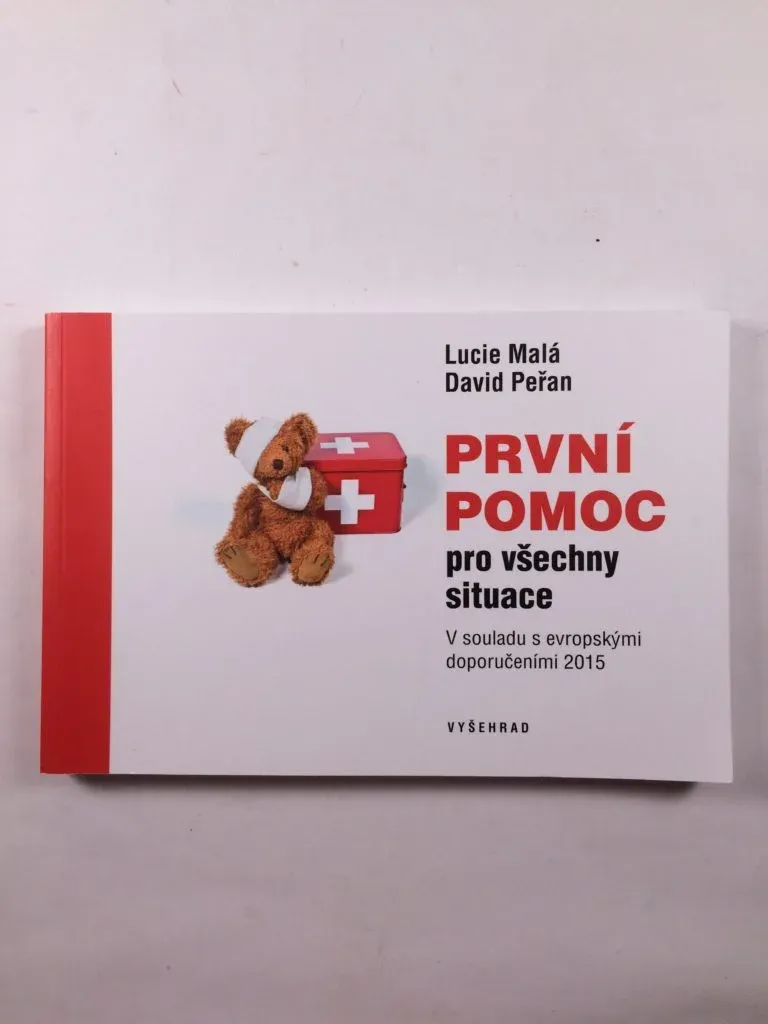 Lucie Malá
David Peřan
PRVNÍ
POMOC
pro všechny
situace
V souladu s evropskými
doporučeními 2015
VYŠEHRAD